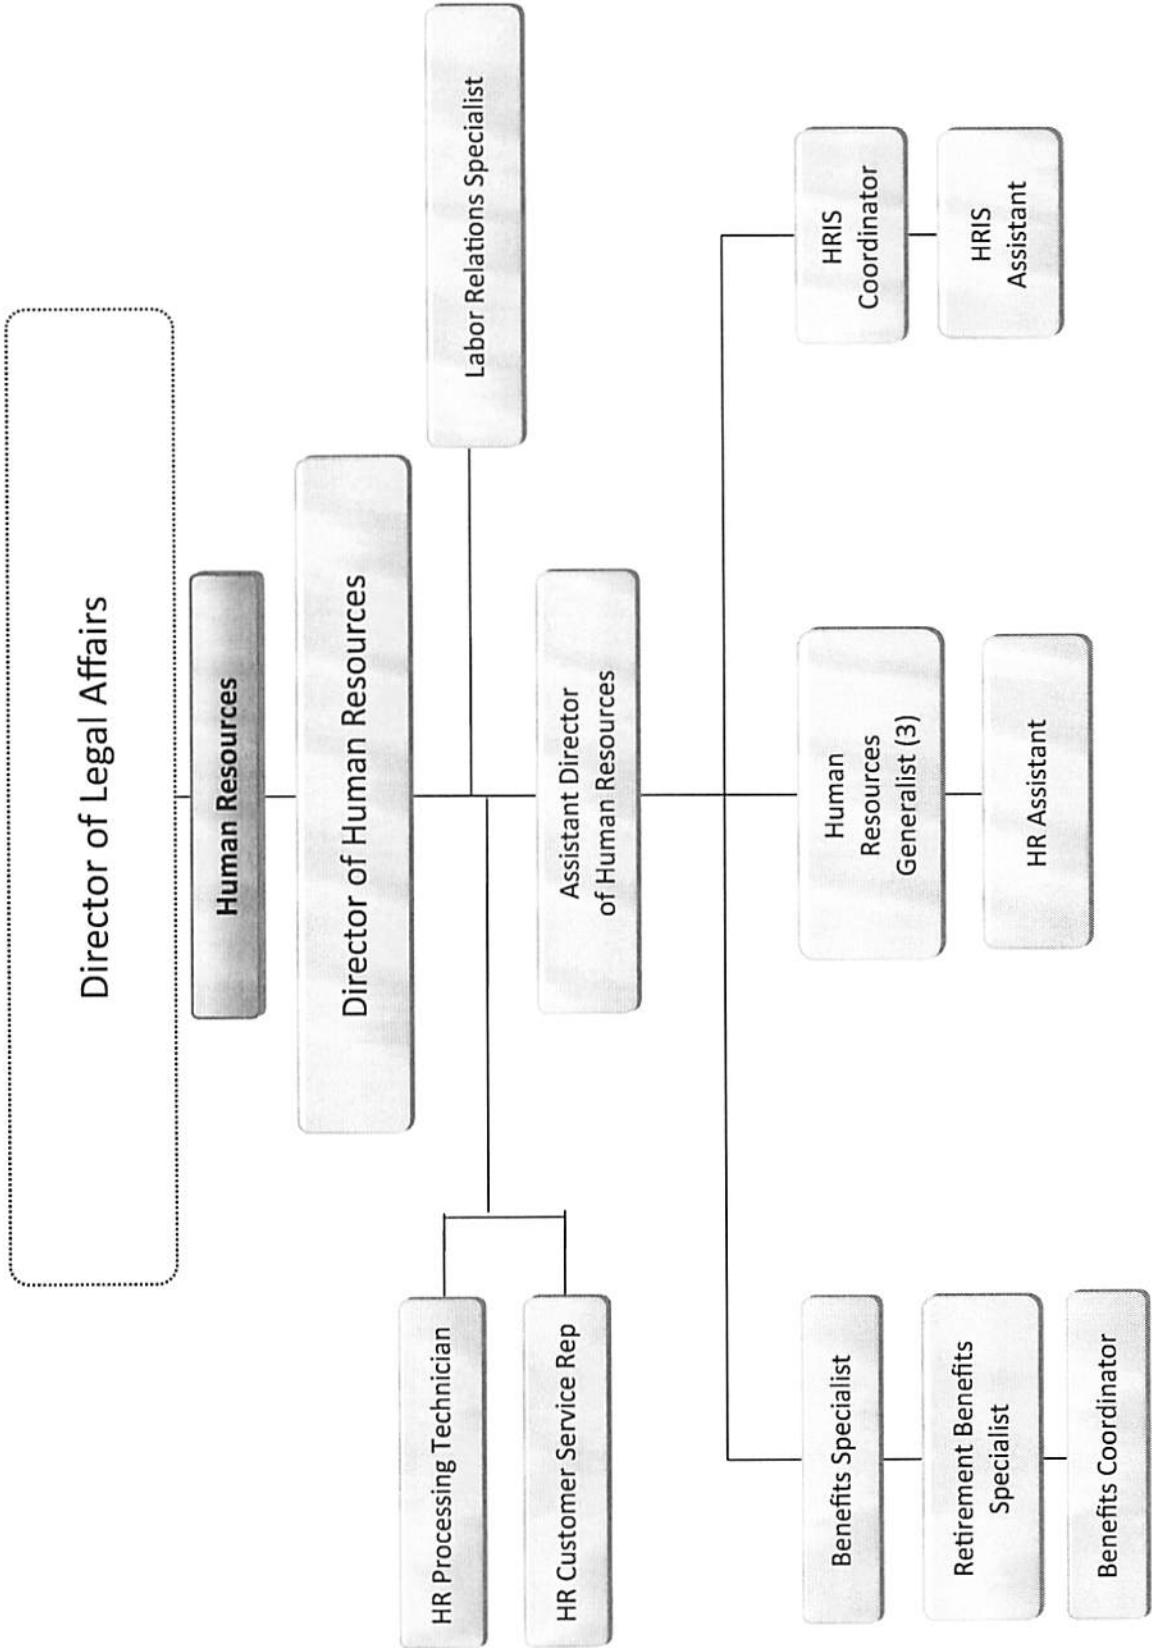 Director of Legal Affairs
Human Resources
Director of Human Resources
Labor Relations Specialist
HR Processing Technician
HR Customer Service Rep
Assistant Director
of Human Resources
Benefits Specialist
Retirement Benefits
Specialist
Benefits Coordinator
Human
Resources
Generalist (3)
HR Assistant
HRIS
Coordinator
HRIS
Assistant